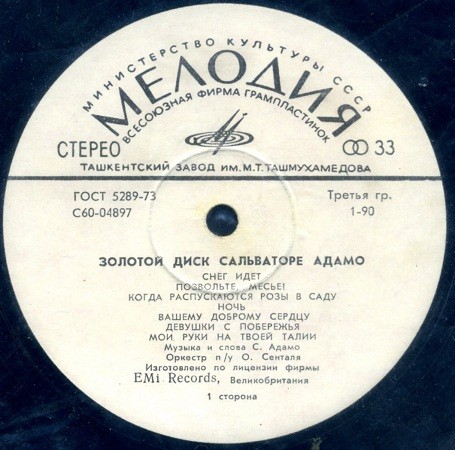 МИНИСТЕРСТВО КУЛЬТУРЫ СССР
МЕЛОДИЯ
ВСЕСОЮЗНАЯ ФИРМА ГРАМПЛАСТИНОК
СТЕРЕО 33
ТАШКЕНТСКИЙ ЗАВОД ИМ. М.Т. ТАШМУХАМЕДОВА
ГОСТ 5289-73 Третья гр.
С60-04897 1-90
ЗОЛОТОЙ ДИСК САЛЬВАТОРЕ АДАМО
СНЕГ ИДЕТ
ПОЗВОЛЬТЕ, МЕСЬЕ!
КОГДА РАСПУСКАЮТСЯ РОЗЫ В САДУ
НОЧЬ
ВАШЕМУ ДОБРОМУ СЕРДЦУ
ДЕВУШКИ С ПОБЕРЕЖЬЯ
МОИ РУКИ НА ТВОЕЙ ТАЛИИ
Музыка и слова С. Адамо
Оркестр п/у О. Сенталя
Изготовлено по лицензии фирмы
EMi Records, Великобритания
1 сторона